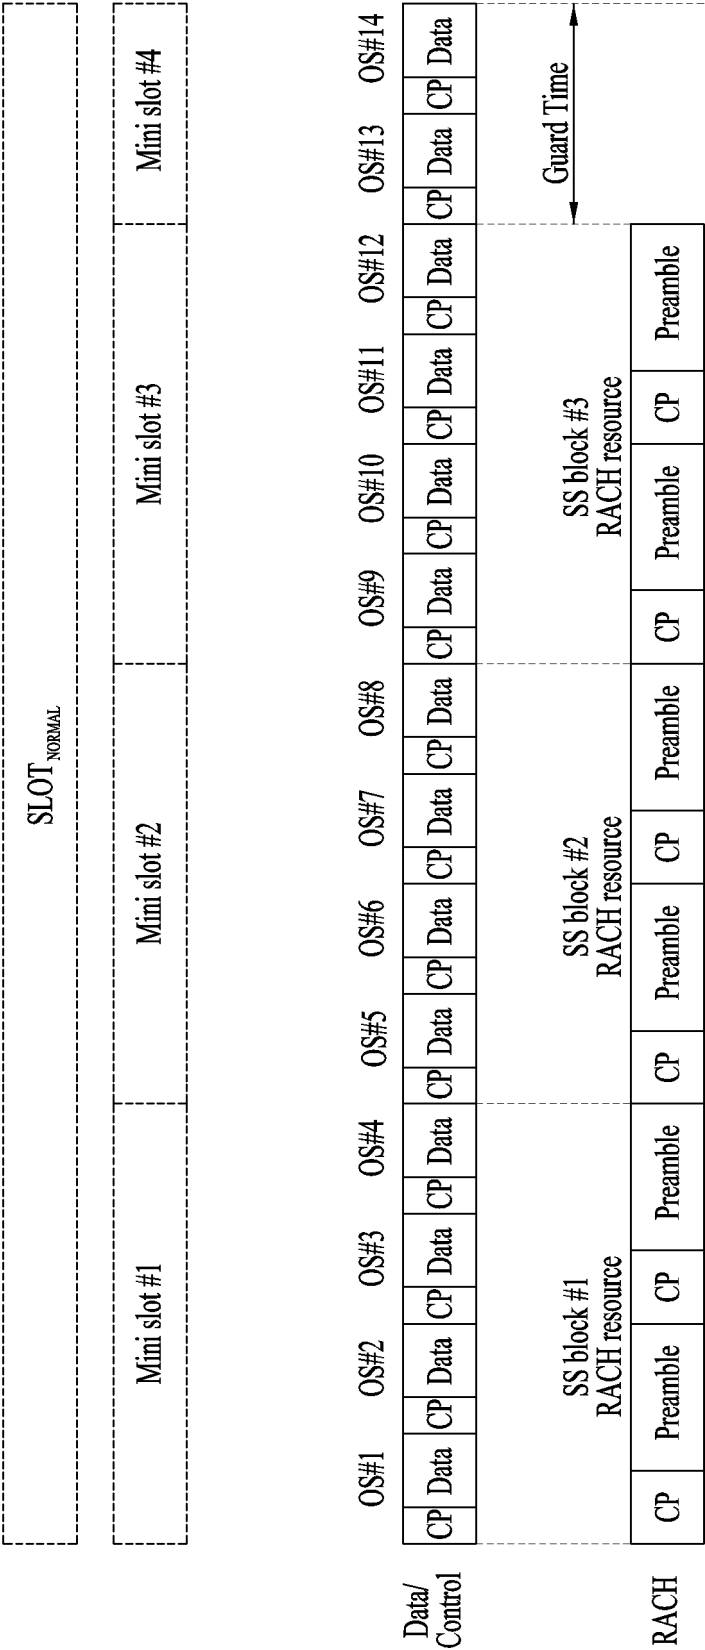 SLOT NORMAL
Mini slot #1
Mini slot #2
Mini slot #3
Mini slot #4
OS#1
OS#2
OS#3
OS#4
OS#5
OS#6
OS#7
OS#8
OS#9
OS#10
OS#11
OS#12
OS#13
OS#14
Data/
Control
CP Data CP Data CP Data CP Data CP Data CP Data CP Data CP Data CP Data CP Data CP Data CP Data CP Data CP Data
SS block #1
RACH resource
SS block #2
RACH resource
SS block #3
RACH resource
Guard Time
RACH
CP Preamble CP Preamble CP Preamble CP Preamble CP Preamble CP Preamble